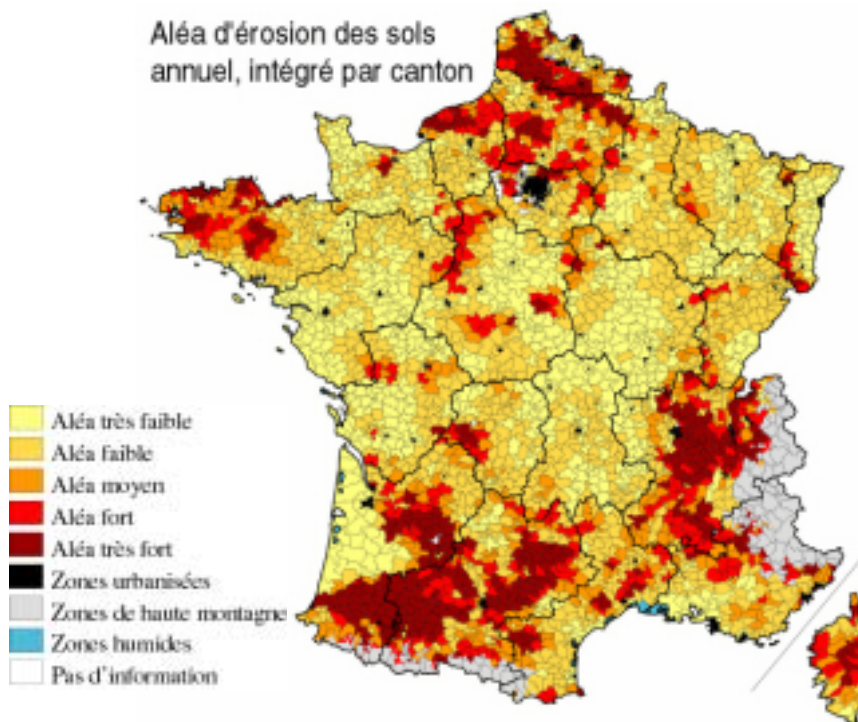 Aléa d'érosion des sols
annuel, intégré par canton
Aléa très faible
Aléa faible
Aléa moyen
Aléa fort
Aléa très fort
Zones urbanisées
Zones de haute montagne
Zones humides
Pas d'information